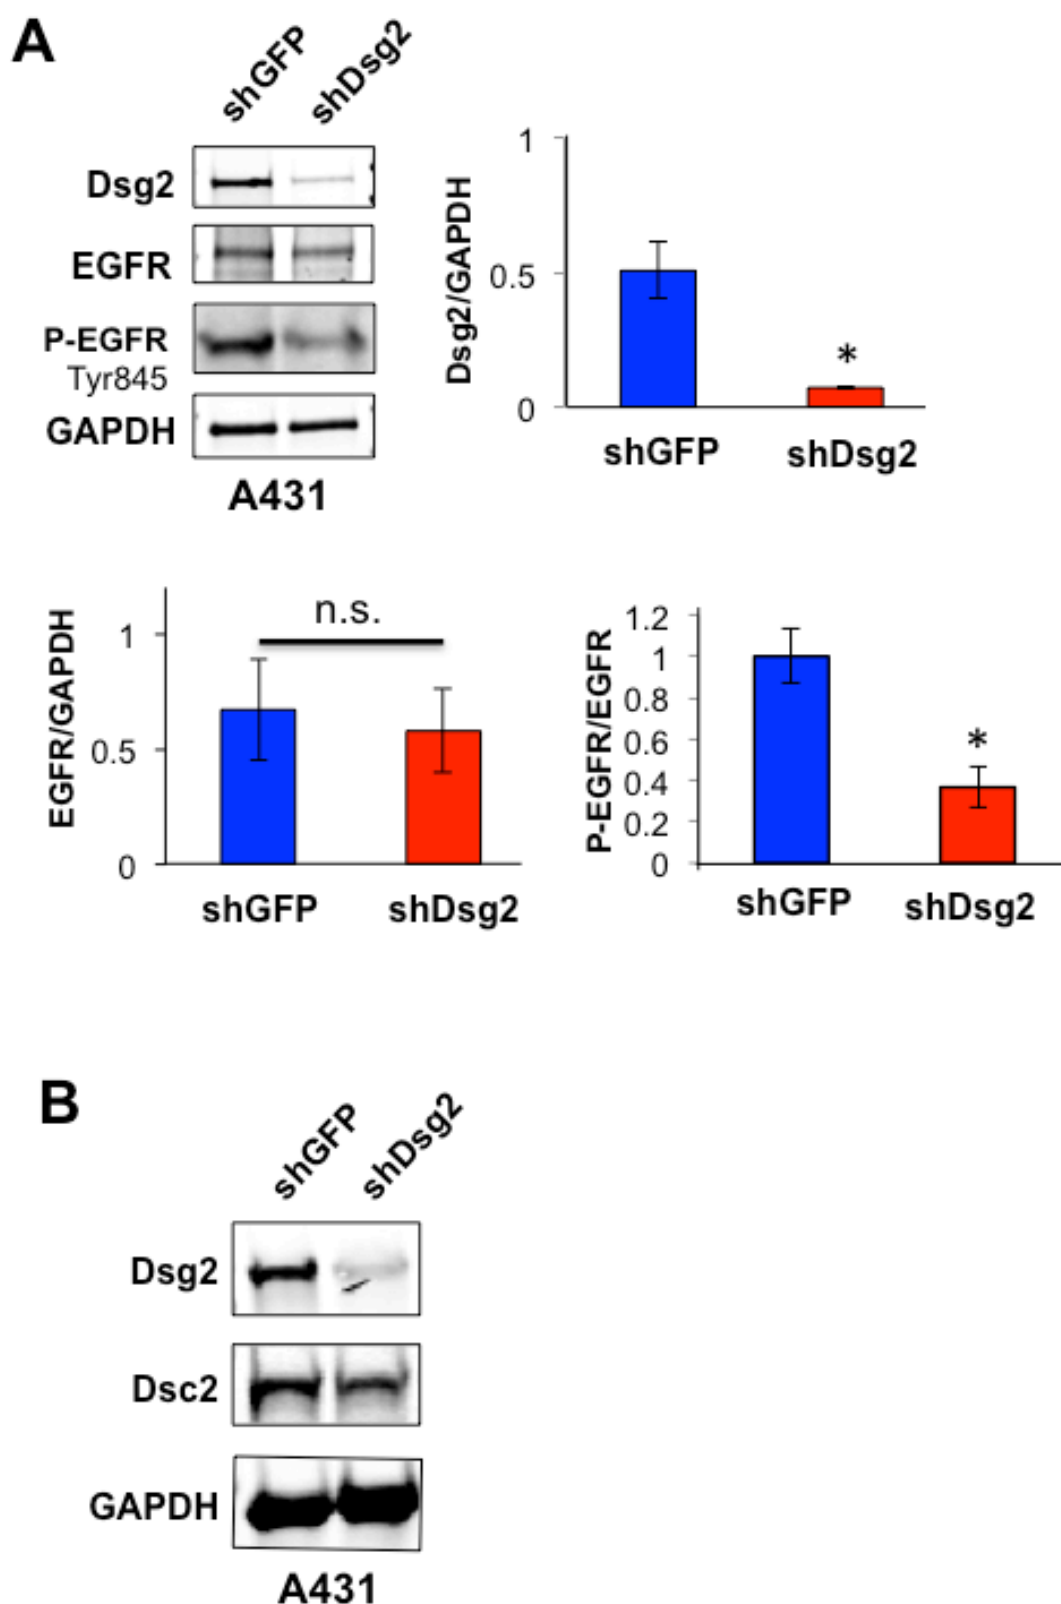 A
shGFP shDsg2
Dsg2
EGFR
P-EGFR
Tyr845
GAPDH
A431
Dsg2/GAPDH
1
0.5
0
*
shGFP shDsg2
EGFR/GAPDH
1
0.5
0
n.s.
shGFP shDsg2
P-EGFR/EGFR
1.2
1
0.8
0.6
0.4
0.2
0
*
shGFP shDsg2
B
shGFP shDsg2
Dsg2
Dsc2
GAPDH
A431